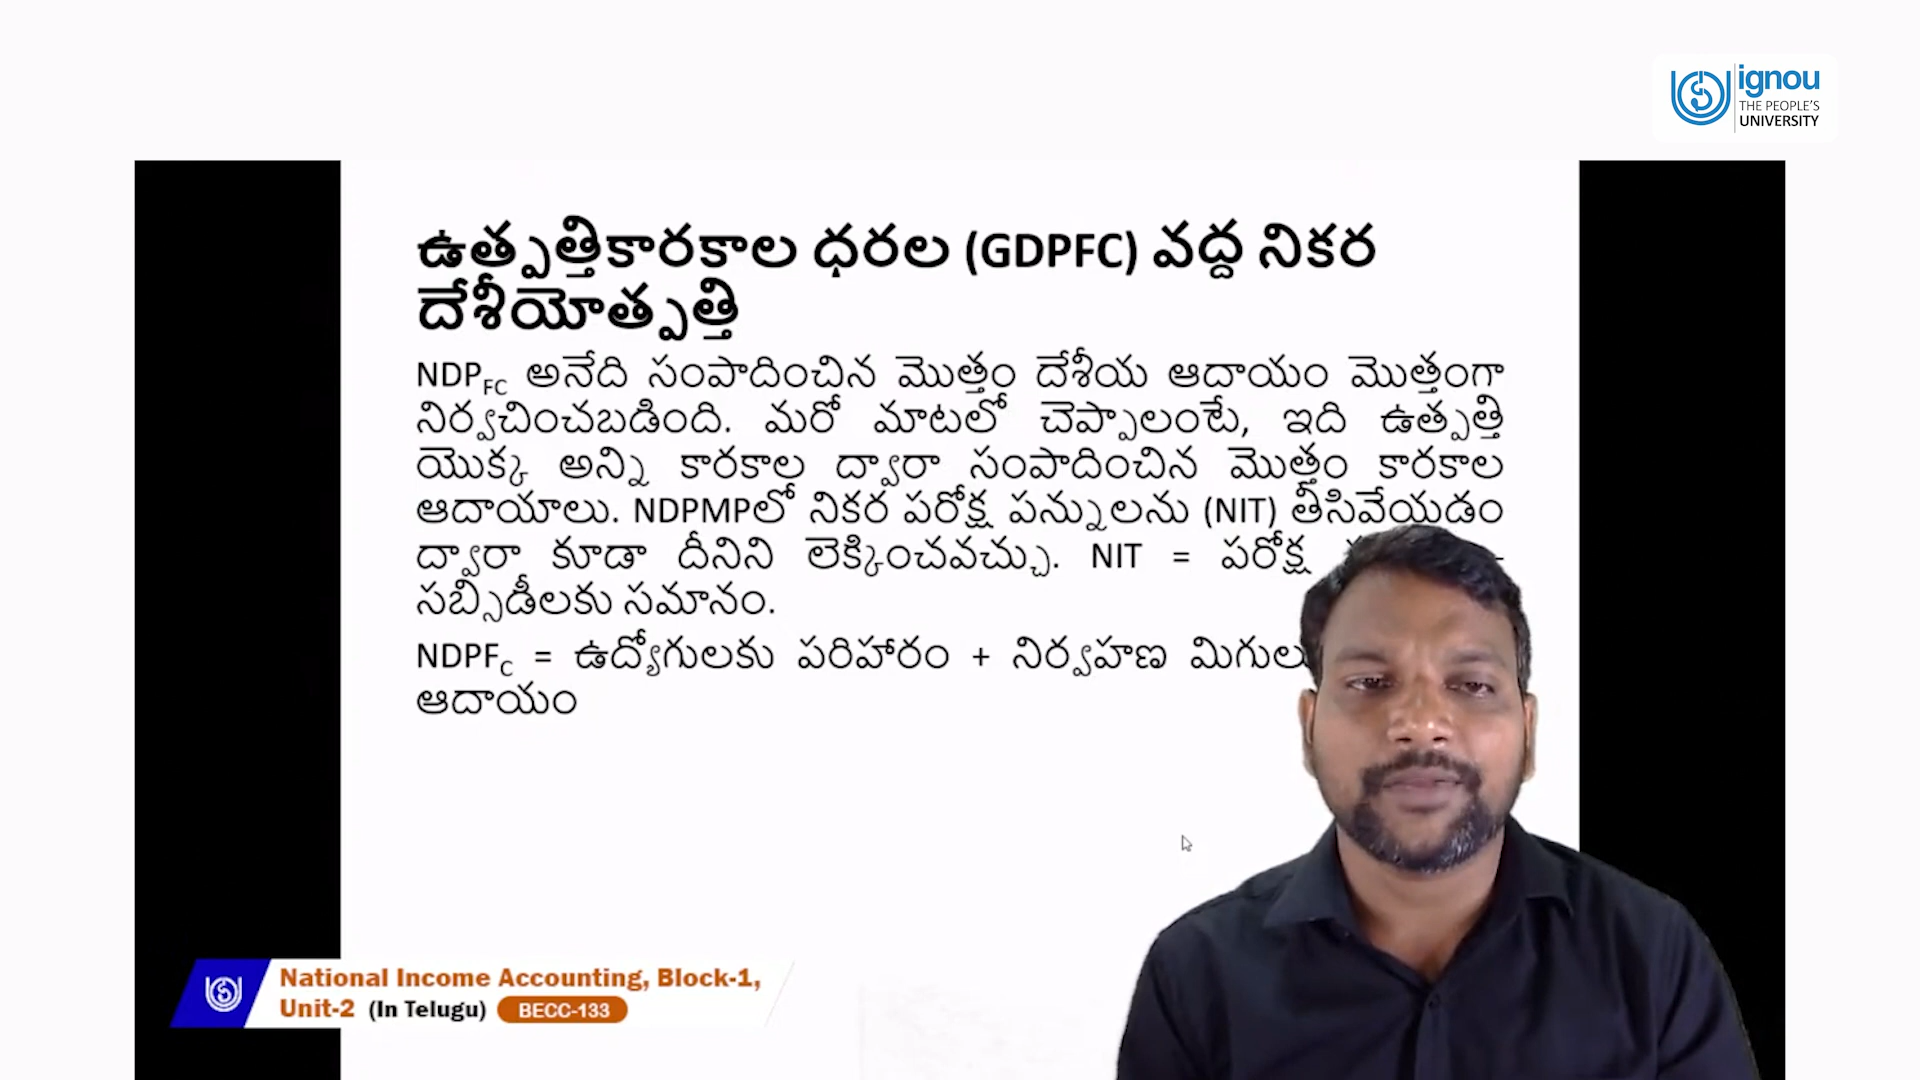 ignou
THE PEOPLE'S
UNIVERSITY
ఉత్పత్తికారకాల ధరల (GDPFC) వద్ద నికర
దేశీయోత్పత్తి
NDPFC అనేది సంపాదించిన మొత్తం దేశీయ ఆదాయం మొత్తంగా
నిర్వచించబడింది. మరో మాటలో చెప్పాలంటే, ఇది ఉత్పత్తి
యొక్క అన్ని కారకాల ద్వారా సంపాదించిన మొత్తం కారకాల
ఆదాయాలు. NDPMPలో నికర పరోక్ష పన్నులను (NIT) తీసివేయడం
ద్వారా కూడా దీనిని లెక్కించవచ్చు. NIT = పరోక్ష -
సబ్సిడీలకు సమానం.
NDPFC = ఉద్యోగులకు పరిహారం + నిర్వహణ మిగులు
ఆదాయం
National Income Accounting, Block-1,
Unit-2 (In Telugu) BECC-133